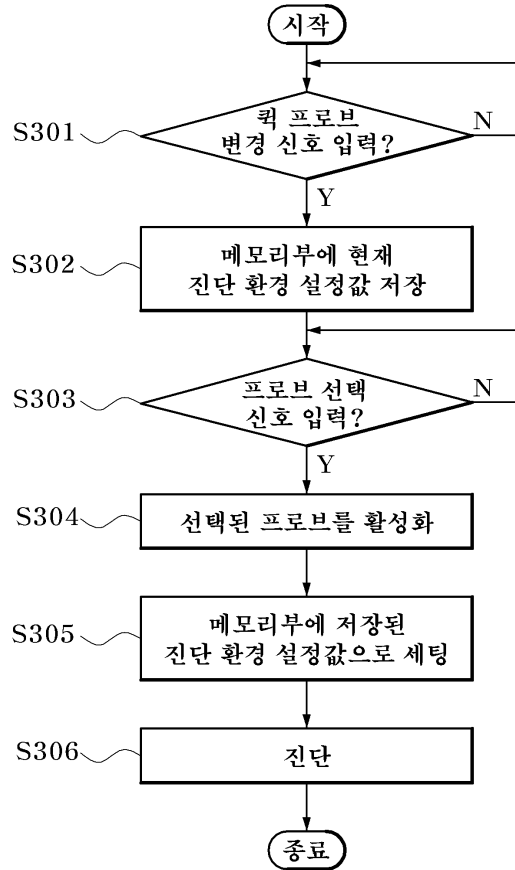 시작
S301
퀵 프로브
변경 신호 입력?
N
Y
S302
메모리부에 현재
진단 환경 설정값 저장
S303
프로브 선택
신호 입력?
N
Y
S304
선택된 프로브를 활성화
S305
메모리부에 저장된
진단 환경 설정값으로 세팅
S306
진단
종료